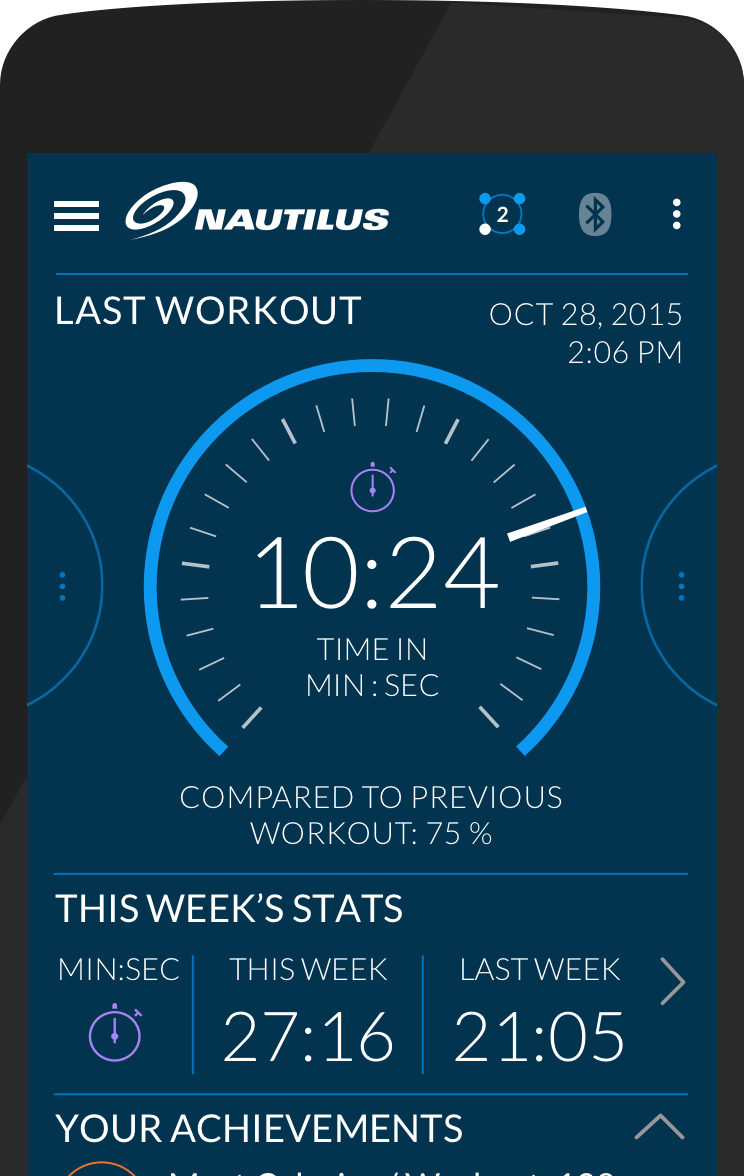 NAUTILUS
2
LAST WORKOUT
OCT 28, 2015
2:06 PM
10:24
TIME IN
MIN : SEC
COMPARED TO PREVIOUS
WORKOUT: 75 %
THIS WEEK'S STATS
MIN:SEC
THIS WEEK
LAST WEEK
27:16
21:05
YOUR ACHIEVEMENTS